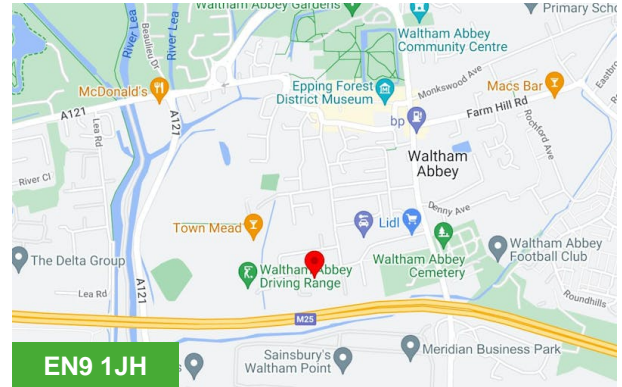 Waltham Abbey Gardens
Primary Scho
Waltham Abbey
Community Centre
River Lea
Beaulieu Dr
River Lea
McDonald's
Epping Forest
District Museum
Monkswood Ave
Macs Bar
Eastbro
A121
A121
Lea Rd
bp
Farm Hill Rd
Rochford Ave
Waltham
Abbey
River Cl
Denny Ave
Town Mead
Lidl
Waltham Abbey
Football Club
The Delta Group
Waltham Abbey
Cemetery
Waltham Abbey
Driving Range
Lea Rd
A121
Roundhills
M25
EN9 1JH
Sainsbury's
Waltham Point
Meridian Business Park